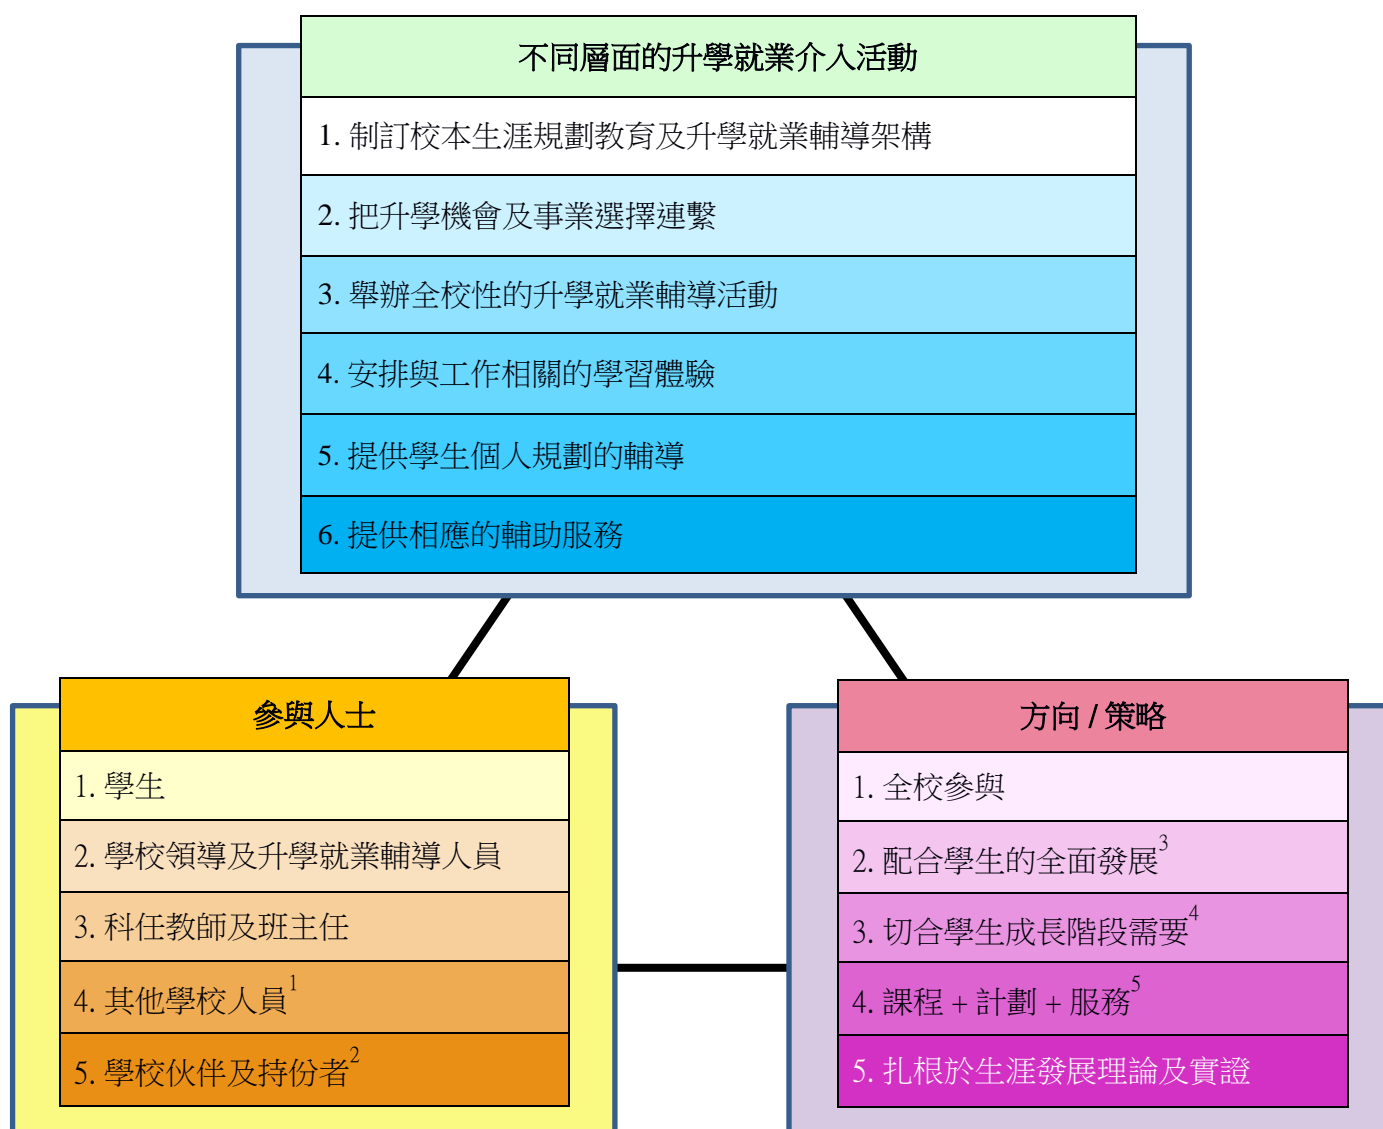 不同層面的升學就業介入活動
1. 制訂校本生涯規劃教育及升學就業輔導架構
2. 把升學機會及事業選擇連繫
3. 舉辦全校性的升學就業輔導活動
4. 安排與工作相關的學習體驗
5. 提供學生個人規劃的輔導
6. 提供相應的輔助服務
參與人士
1. 學生
2. 學校領導及升學就業輔導人員
3. 科任教師及班主任
4. 其他學校人員1
5. 學校伙伴及持份者2
方向 / 策略
1. 全校參與
2. 配合學生的全面發展3
3. 切合學生成長階段需要4
4. 課程 + 計劃 + 服務5
5. 扎根於生涯發展理論及實證